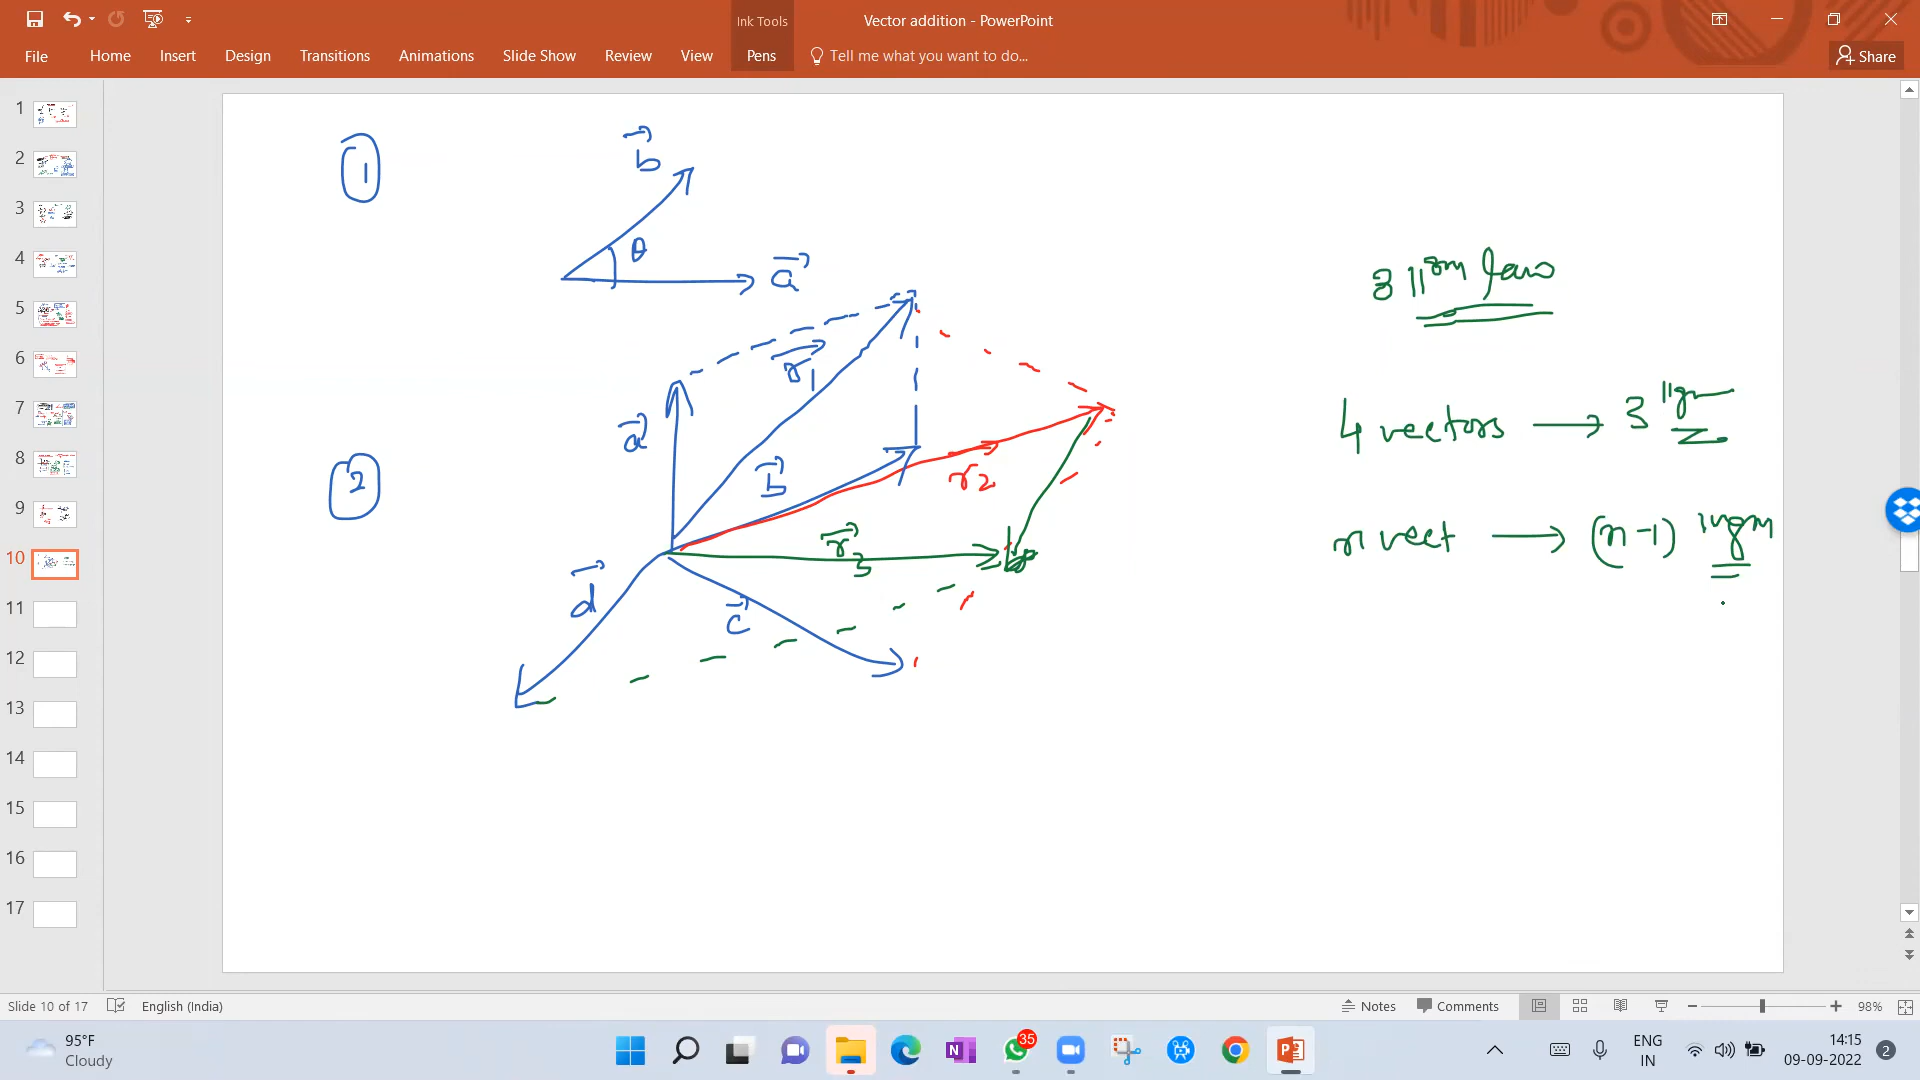 Ink Tools
Vector addition - PowerPoint
File Home Insert Design Transitions Animations Slide Show Review View Pens Tell me what you want to do... Share
1
2
3
4
5
6
7
8
9
10
11
12
13
14
15
16
17
1
b
θ
a
3 ||gm laws
r1
a
4 vectors → 3 ||gm
2
b
r2
n vect → (n-1) ||gm
r3
d
c
Slide 10 of 17 English (India) Notes Comments 98%
95°F
Cloudy
35
ENG
IN
14:15
09-09-2022
2